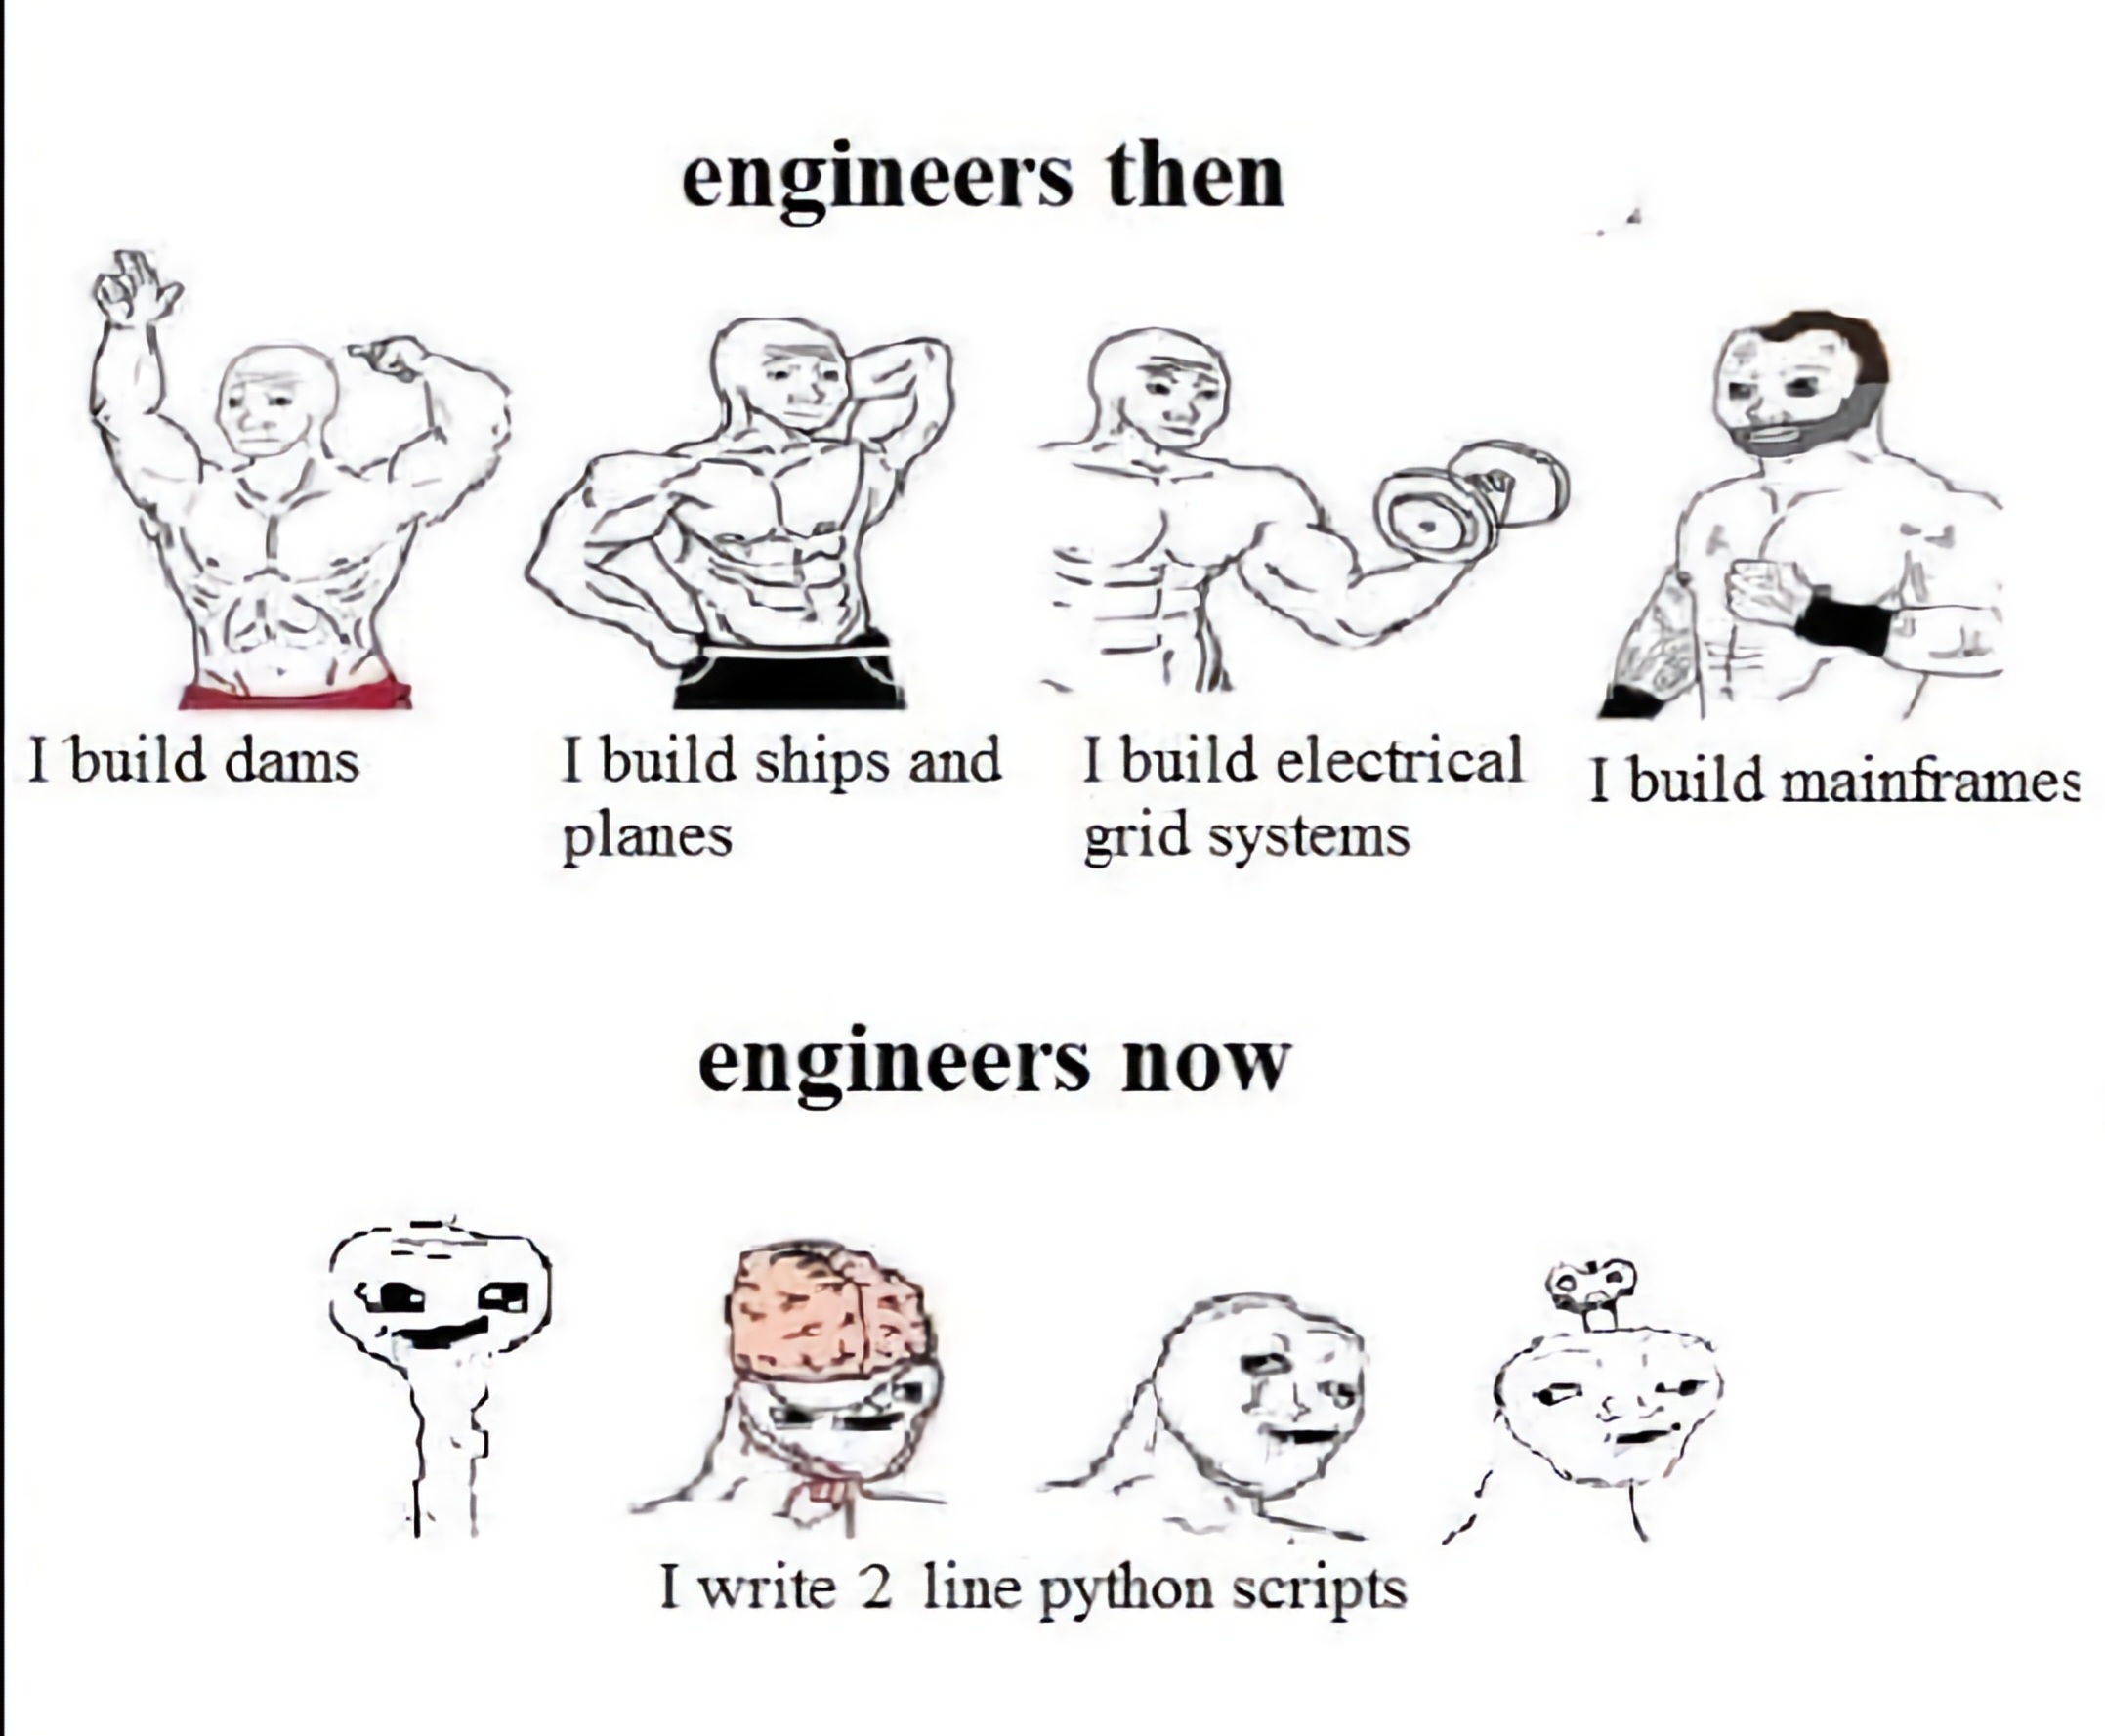 engineers then
I build dams
I build ships and
planes
I build electrical
grid systems
I build mainframes
engineers now
I write 2 line python scripts